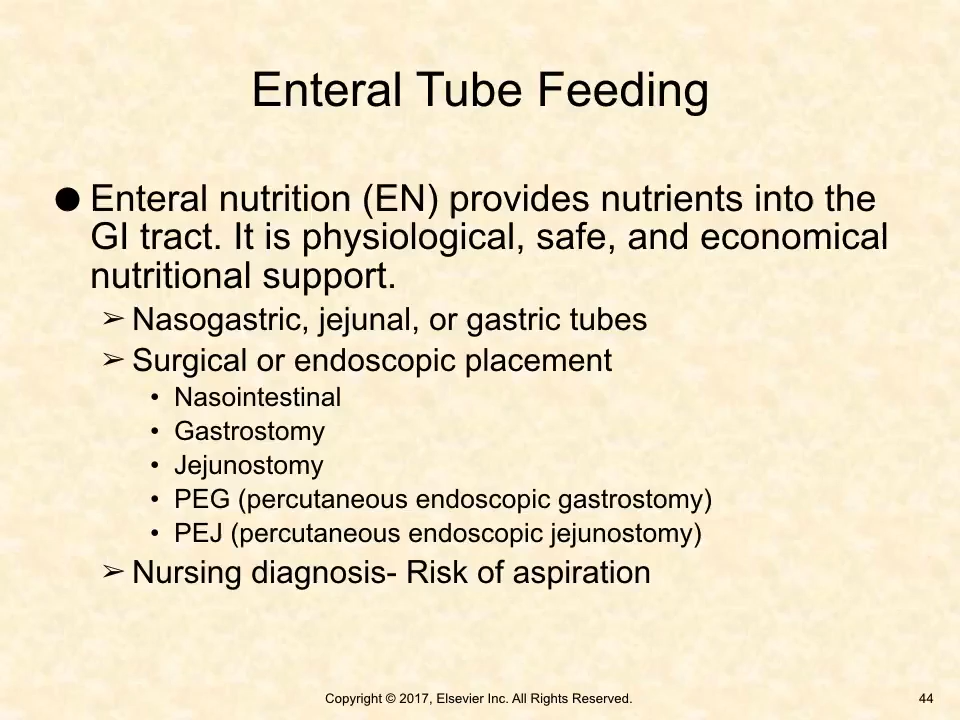 Enteral Tube Feeding
● Enteral nutrition (EN) provides nutrients into the
GI tract. It is physiological, safe, and economical
nutritional support.
➢ Nasogastric, jejunal, or gastric tubes
➢ Surgical or endoscopic placement
• Nasointestinal
• Gastrostomy
• Jejunostomy
• PEG (percutaneous endoscopic gastrostomy)
• PEJ (percutaneous endoscopic jejunostomy)
➢ Nursing diagnosis- Risk of aspiration
Copyright © 2017, Elsevier Inc. All Rights Reserved. 44